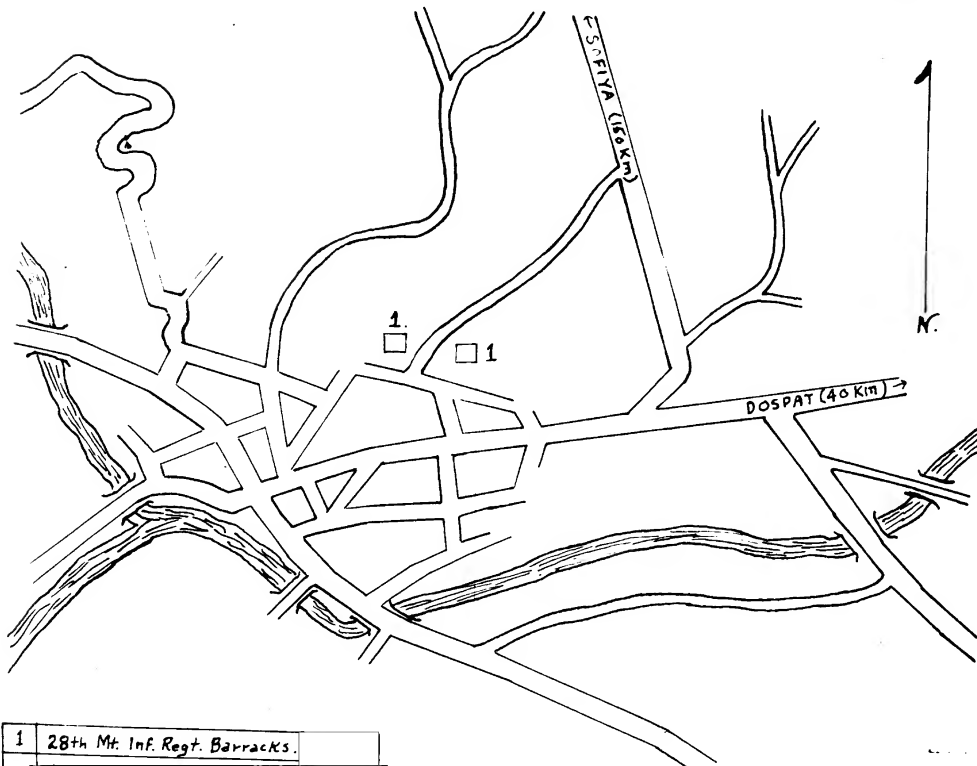 ← SOFIYA (160 Km)
N.
1.
1
DOSPAT (40 Km) →
1 28th Mt. Inf. Regt. Barracks.